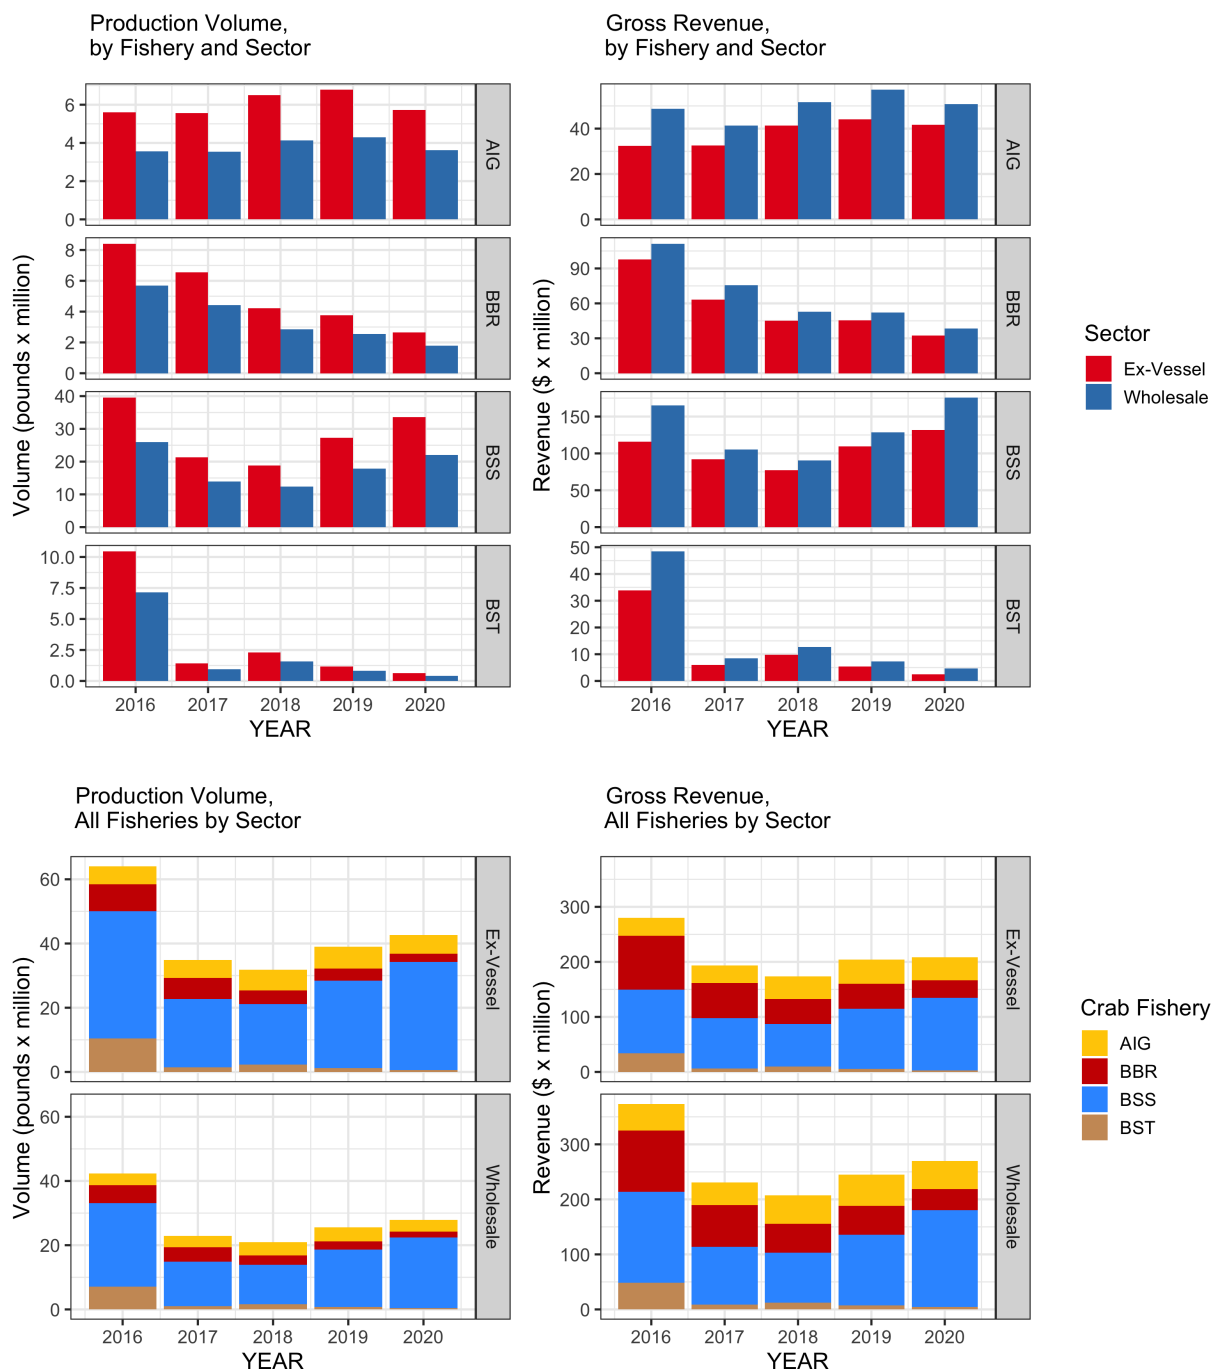 Production Volume,
by Fishery and Sector
Gross Revenue,
by Fishery and Sector
Volume (pounds x million)
6
4
2
0
AIG
8
6
4
2
0
BBR
40
30
20
10
0
BSS
10.0
7.5
5.0
2.5
0.0
BST
2016 2017 2018 2019 2020
YEAR
Revenue ($ x million)
40
20
0
AIG
90
60
30
0
BBR
150
100
50
0
BSS
50
40
30
20
10
0
BST
2016 2017 2018 2019 2020
YEAR
Sector
Ex-Vessel
Wholesale
Production Volume,
All Fisheries by Sector
Gross Revenue,
All Fisheries by Sector
Volume (pounds x million)
60
40
20
0
Ex-Vessel
60
40
20
0
Wholesale
2016 2017 2018 2019 2020
YEAR
Revenue ($ x million)
300
200
100
0
Ex-Vessel
300
200
100
0
Wholesale
2016 2017 2018 2019 2020
YEAR
Crab Fishery
AIG
BBR
BSS
BST